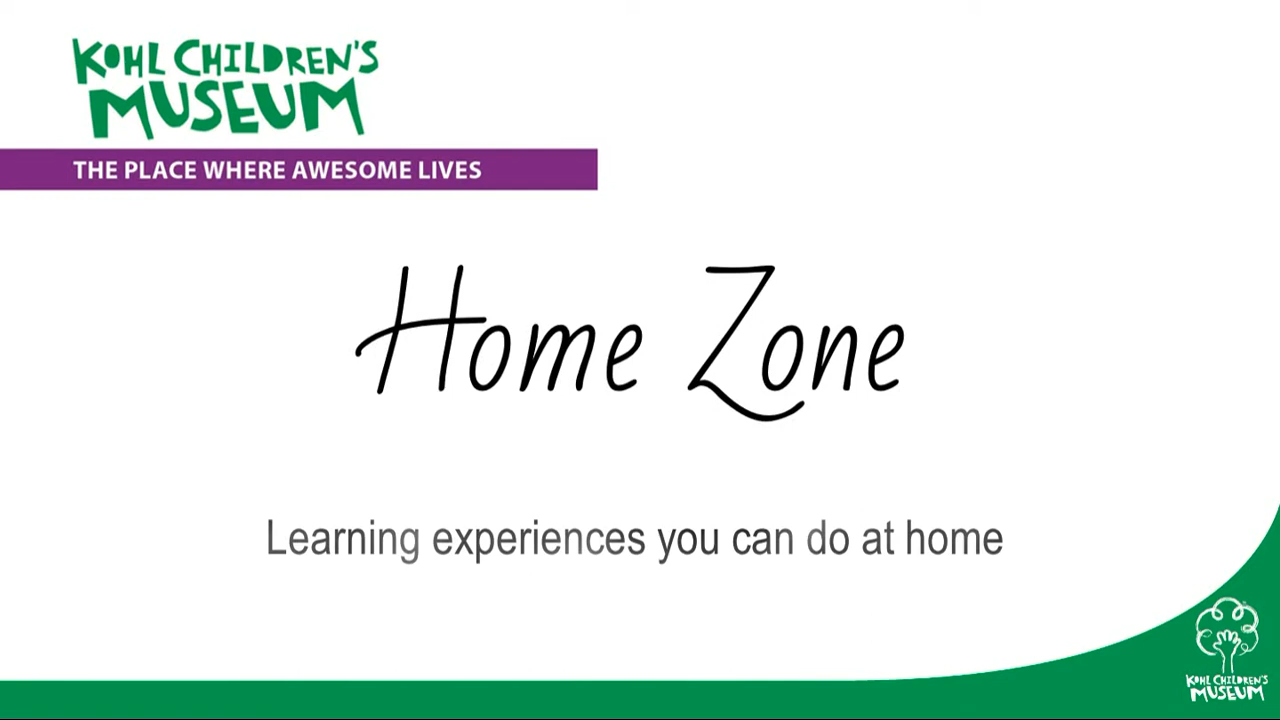 KOHL CHILDREN'S
MUSEUM
THE PLACE WHERE AWESOME LIVES
Home Zone
Learning experiences you can do at home
KOHL CHILDREN'S
MUSEUM